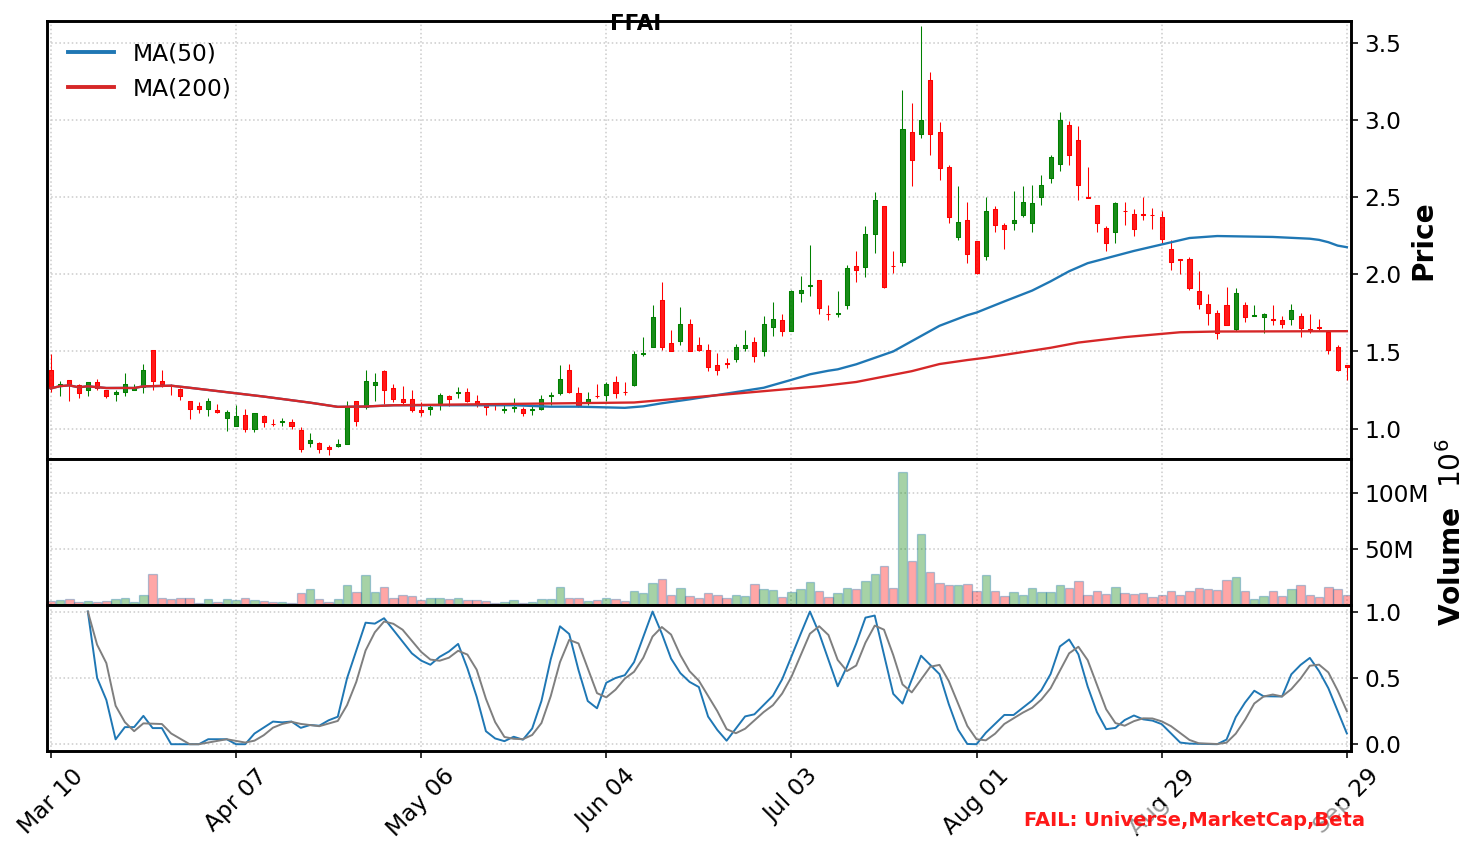 FFAI
MA(50)
MA(200)
3.5
3.0
2.5
2.0
1.5
1.0
Price
100M
50M
Volume 10⁶
1.0
0.5
0.0
Mar 10
Apr 07
May 06
Jun 04
Jul 03
Aug 01
Aug 29
Sep 29
FAIL: Universe,MarketCap,Beta